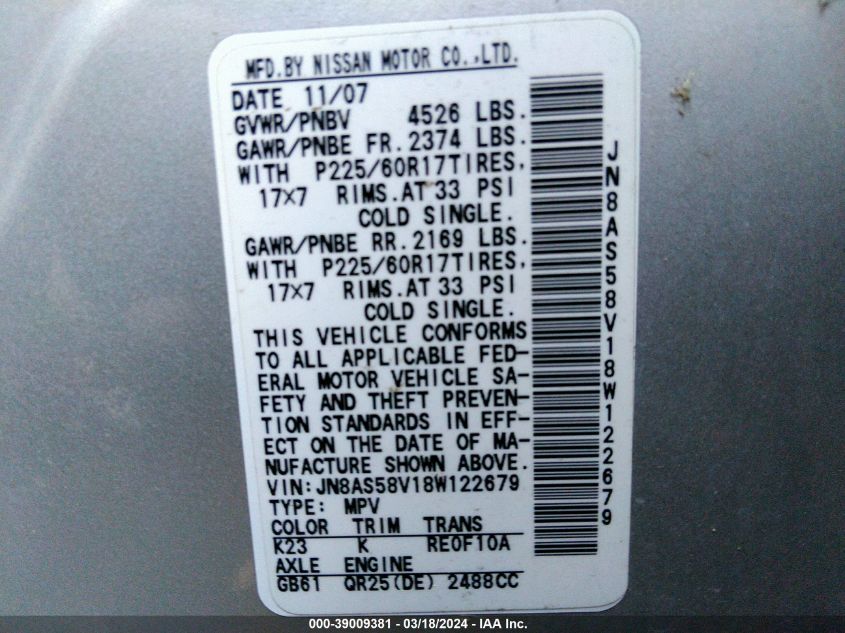 MFD.BY NISSAN MOTOR CO.,LTD.
DATE 11/07
GVWR/PNBV 4526 LBS.
GAWR/PNBE FR.2374 LBS.
WITH P225/60R17TIRES,
17×7 RIMS.AT 33 PSI
COLD SINGLE.
GAWR/PNBE RR.2169 LBS.
WITH P225/60R17TIRES,
17×7 RIMS.AT 33 PSI
COLD SINGLE.
THIS VEHICLE CONFORMS
TO ALL APPLICABLE FED-
ERAL MOTOR VEHICLE SA-
FETY AND THEFT PREVEN-
TION STANDARDS IN EFF-
ECT ON THE DATE OF MA-
NUFACTURE SHOWN ABOVE.
VIN:JN8AS58V18W122679
TYPE: MPV
COLOR TRIM TRANS
K23 K RE0F10A
AXLE ENGINE
GB61 QR25(DE) 2488CC
JN8AS58V18W122679
000-39009381 - 03/18/2024 - IAA Inc.